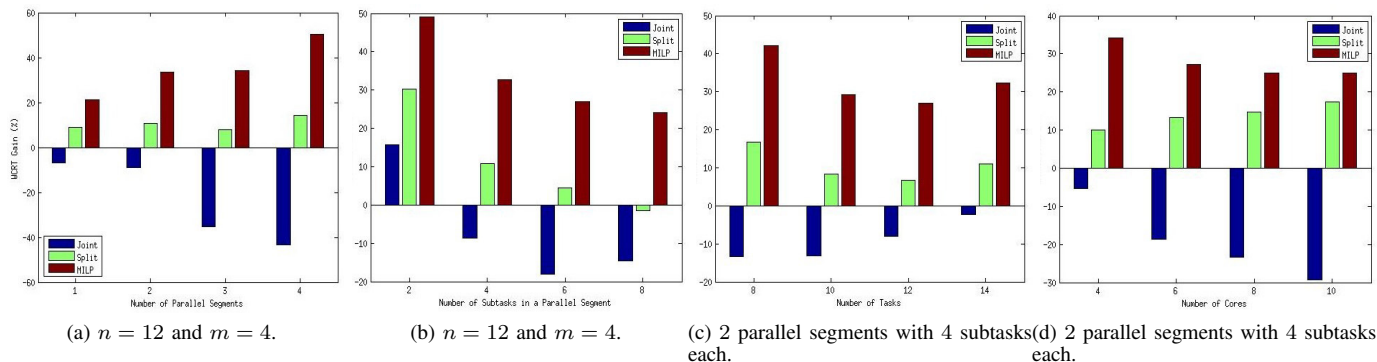 60
40
20
0
-20
-40
-60
WCRT Gain (%)
Joint
Split
MILP
1 2 3 4
Number of Parallel Segments
(a) n = 12 and m = 4.
50
40
30
20
10
0
-10
20
Joint
Split
MILP
2 4 6 8
Number of Subtasks in a Parallel Segment
(b) n = 12 and m = 4.
50
40
30
20
10
0
-10
-20
Joint
Split
MILP
8 10 12 14
Number of Tasks
(c) 2 parallel segments with 4 subtasks
each.
40
30
20
10
0
-10
-20
-30
Joint
Split
MILP
4 6 8 10
Number of Cores
(d) 2 parallel segments with 4 subtasks
each.